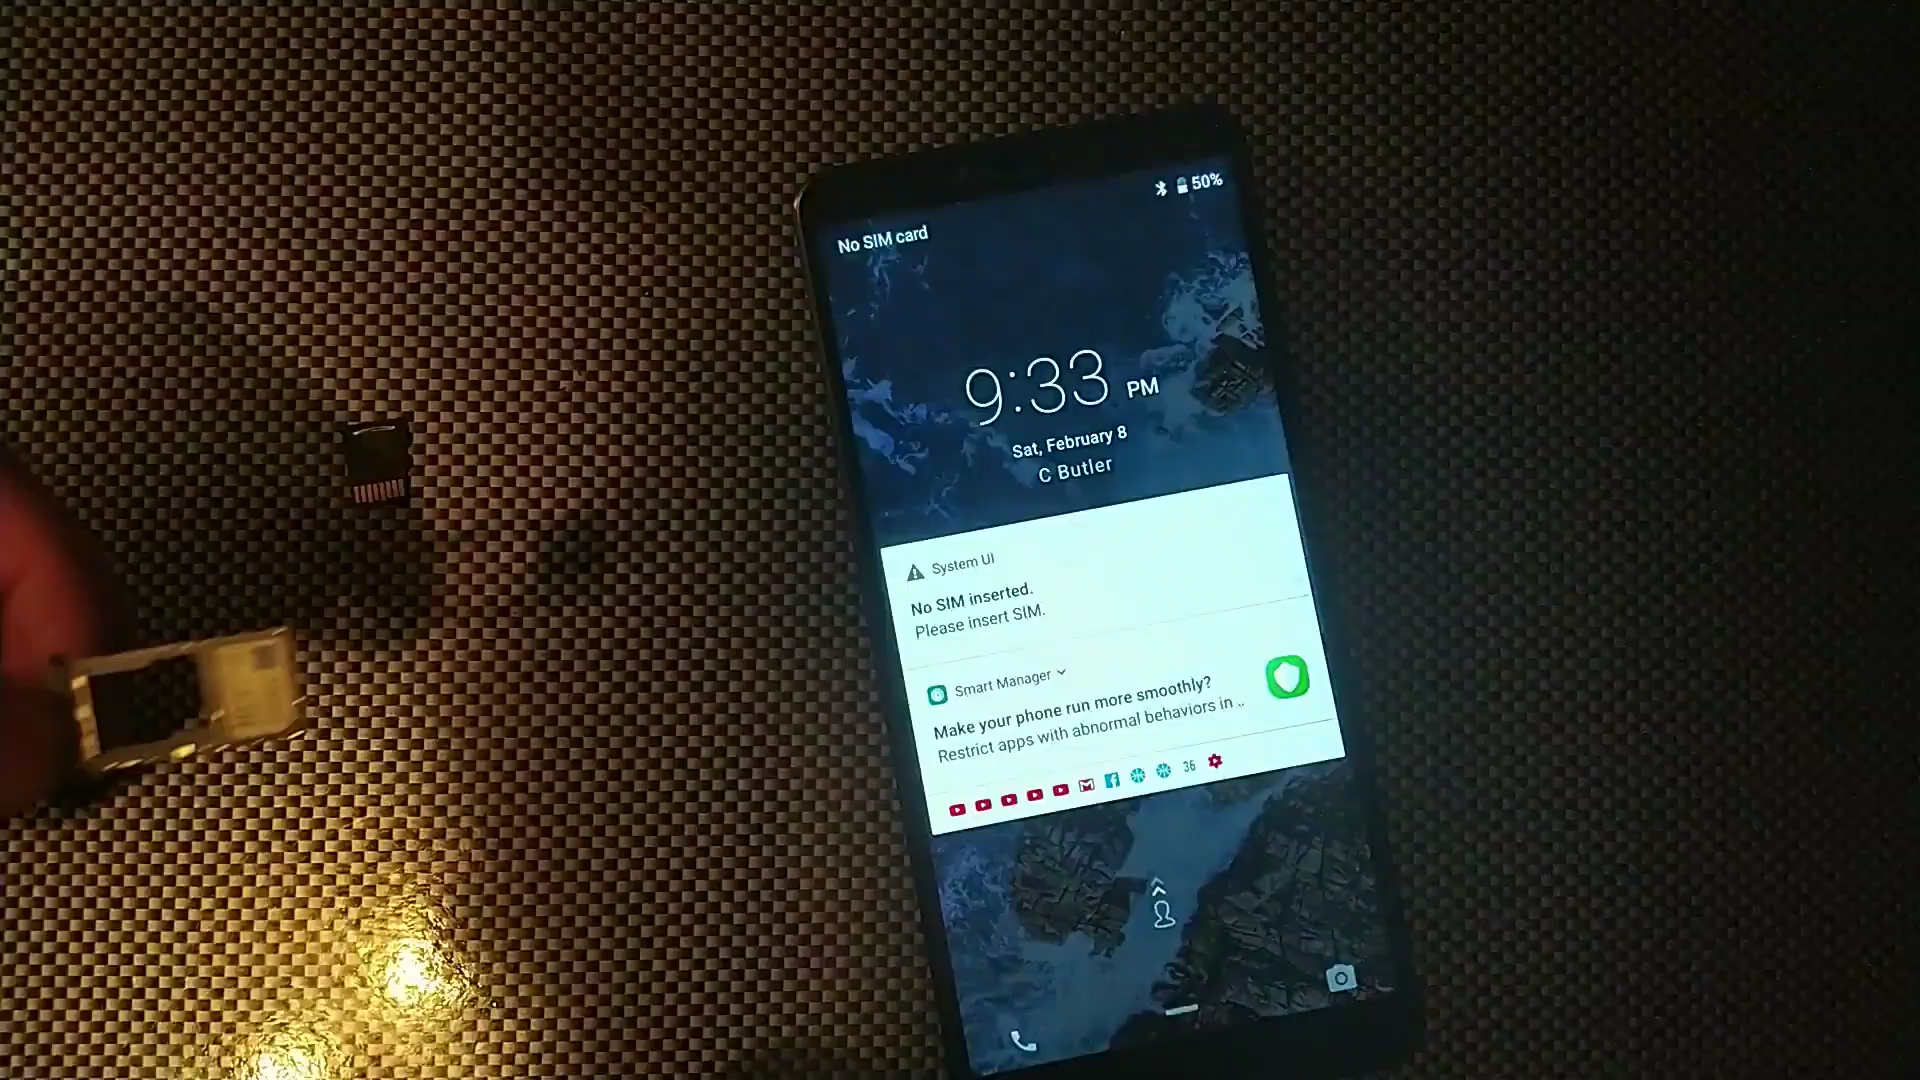 50%
No SIM card
9:33 PM
Sat, February 8
C Butler
System UI
No SIM inserted.
Please insert SIM.
Smart Manager
Make your phone run more smoothly?
Restrict apps with abnormal behaviors in ..
36